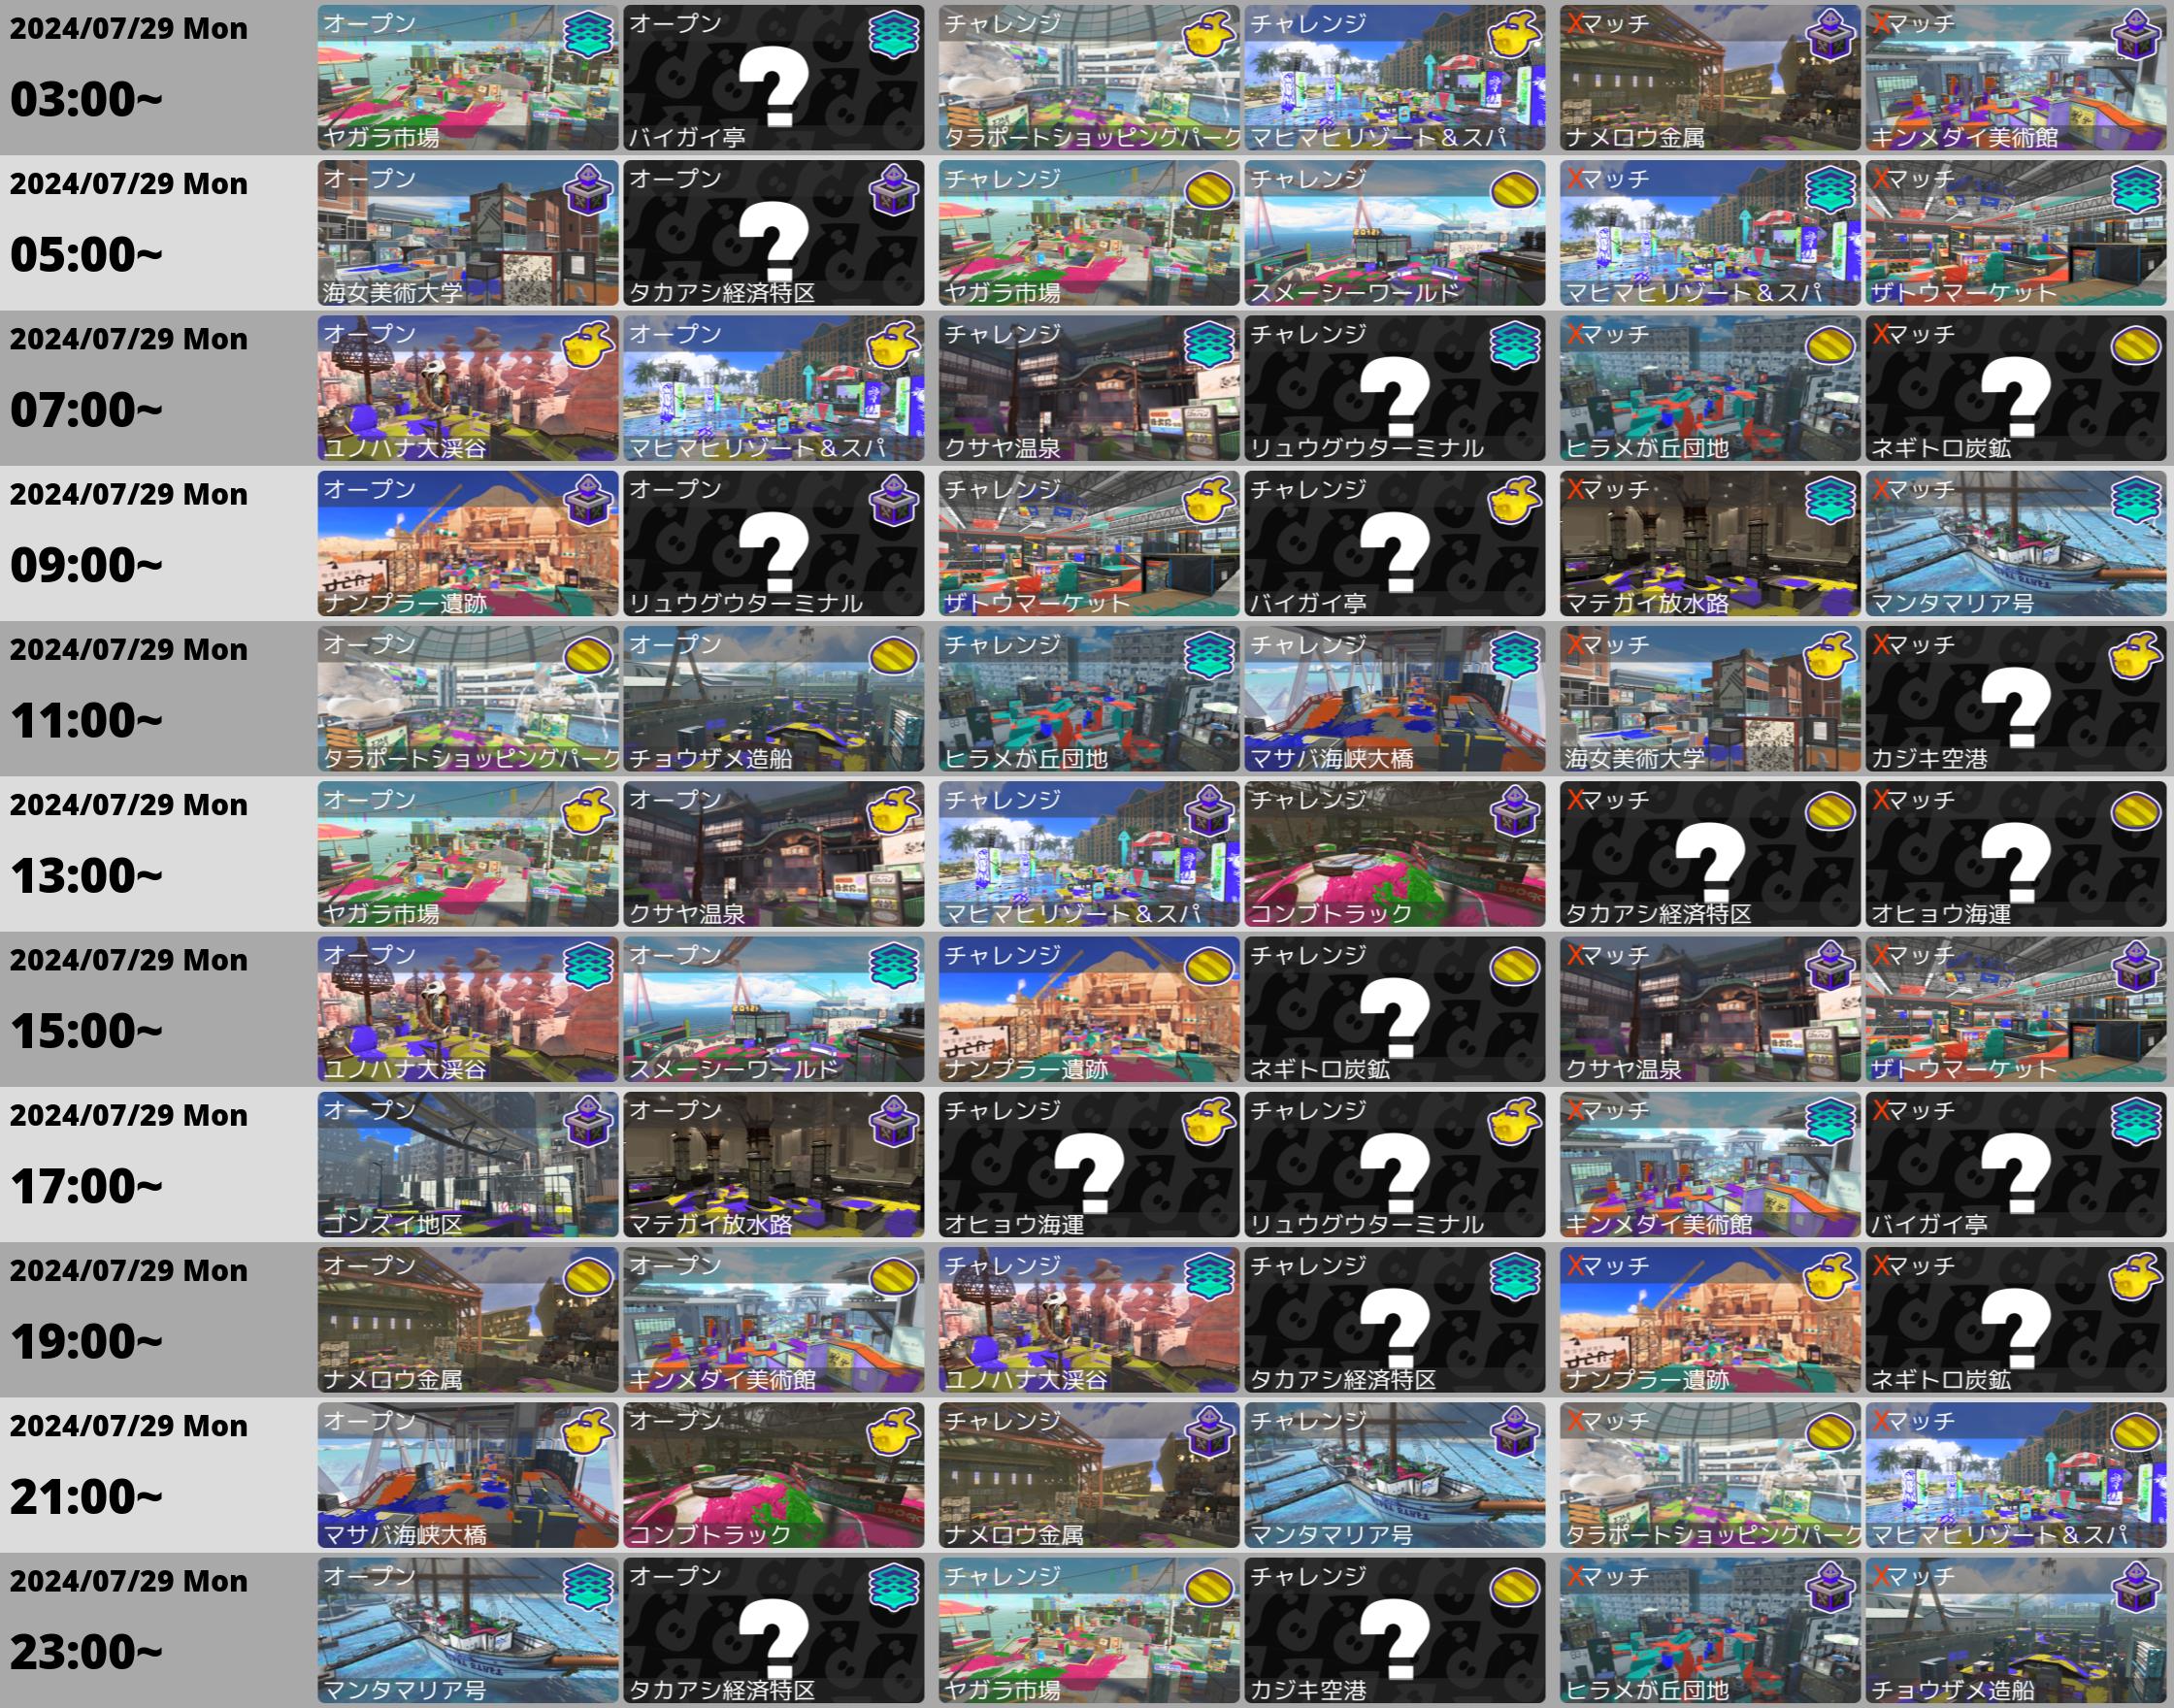 2024/07/29 Mon
03:00~
オープン
ヤガラ市場
オープン
バイガイ亭
チャレンジ
タラポートショッピングパーク
チャレンジ
マヒマヒリゾート＆スパ
Xマッチ
ナメロウ金属
Xマッチ
キンメダイ美術館
2024/07/29 Mon
05:00~
オープン
海女美術大学
オープン
タカアシ経済特区
チャレンジ
ヤガラ市場
チャレンジ
スメーシーワールド
Xマッチ
マヒマヒリゾート＆スパ
Xマッチ
ザトウマーケット
2024/07/29 Mon
07:00~
オープン
ユノハナ大渓谷
オープン
マヒマヒリゾート＆スパ
チャレンジ
クサヤ温泉
チャレンジ
リュウグウターミナル
Xマッチ
ヒラメが丘団地
Xマッチ
ネギトロ炭鉱
2024/07/29 Mon
09:00~
オープン
ナンプラー遺跡
オープン
リュウグウターミナル
チャレンジ
ザトウマーケット
チャレンジ
バイガイ亭
Xマッチ
マテガイ放水路
Xマッチ
マンタマリア号
2024/07/29 Mon
11:00~
オープン
タラポートショッピングパーク
オープン
チョウザメ造船
チャレンジ
ヒラメが丘団地
チャレンジ
マサバ海峡大橋
Xマッチ
海女美術大学
Xマッチ
カジキ空港
2024/07/29 Mon
13:00~
オープン
ヤガラ市場
オープン
クサヤ温泉
チャレンジ
マヒマヒリゾート＆スパ
チャレンジ
コンブトラック
Xマッチ
タカアシ経済特区
Xマッチ
オヒョウ海運
2024/07/29 Mon
15:00~
オープン
ユノハナ大渓谷
オープン
スメーシーワールド
チャレンジ
ナンプラー遺跡
チャレンジ
ネギトロ炭鉱
Xマッチ
クサヤ温泉
Xマッチ
ザトウマーケット
2024/07/29 Mon
17:00~
オープン
ゴンズイ地区
オープン
マテガイ放水路
チャレンジ
オヒョウ海運
チャレンジ
リュウグウターミナル
Xマッチ
キンメダイ美術館
Xマッチ
バイガイ亭
2024/07/29 Mon
19:00~
オープン
ナメロウ金属
オープン
キンメダイ美術館
チャレンジ
ユノハナ大渓谷
チャレンジ
タカアシ経済特区
Xマッチ
ナンプラー遺跡
Xマッチ
ネギトロ炭鉱
2024/07/29 Mon
21:00~
オープン
マサバ海峡大橋
オープン
コンブトラック
チャレンジ
ナメロウ金属
チャレンジ
マンタマリア号
Xマッチ
タラポートショッピングパーク
Xマッチ
マヒマヒリゾート＆スパ
2024/07/29 Mon
23:00~
オープン
マンタマリア号
オープン
タカアシ経済特区
チャレンジ
ヤガラ市場
チャレンジ
カジキ空港
Xマッチ
ヒラメが丘団地
Xマッチ
チョウザメ造船